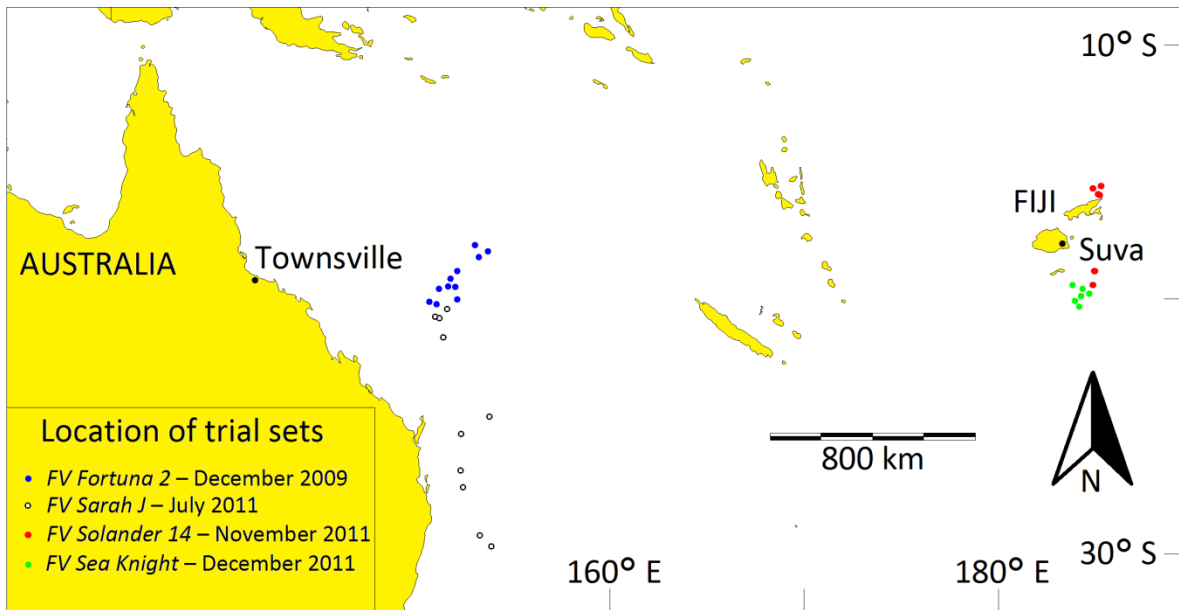 10° S
FIJI
Suva
AUSTRALIA
Townsville
Location of trial sets
FV Fortuna 2 – December 2009
FV Sarah J – July 2011
FV Solander 14 – November 2011
FV Sea Knight – December 2011
800 km
N
160° E
180° E
30° S